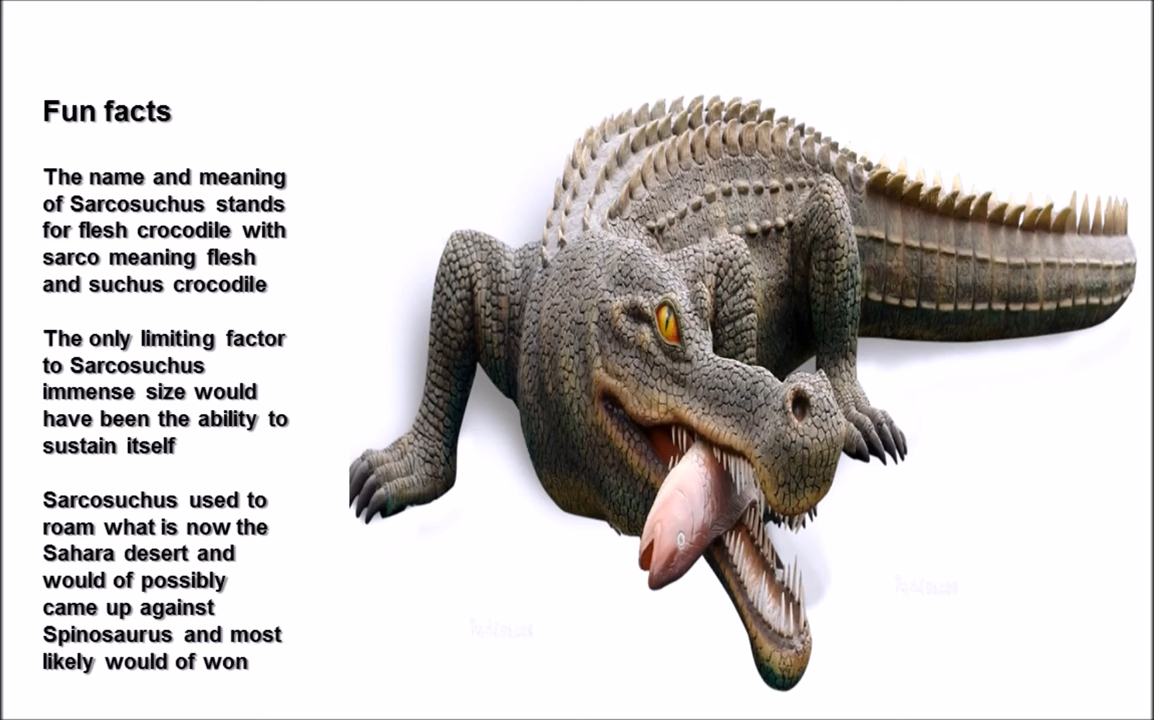 Fun facts
The name and meaning
of Sarcosuchus stands
for flesh crocodile with
sarco meaning flesh
and suchus crocodile
The only limiting factor
to Sarcosuchus
immense size would
have been the ability to
sustain itself
Sarcosuchus used to
roam what is now the
Sahara desert and
would of possibly
came up against
Spinosaurus and most
likely would of won